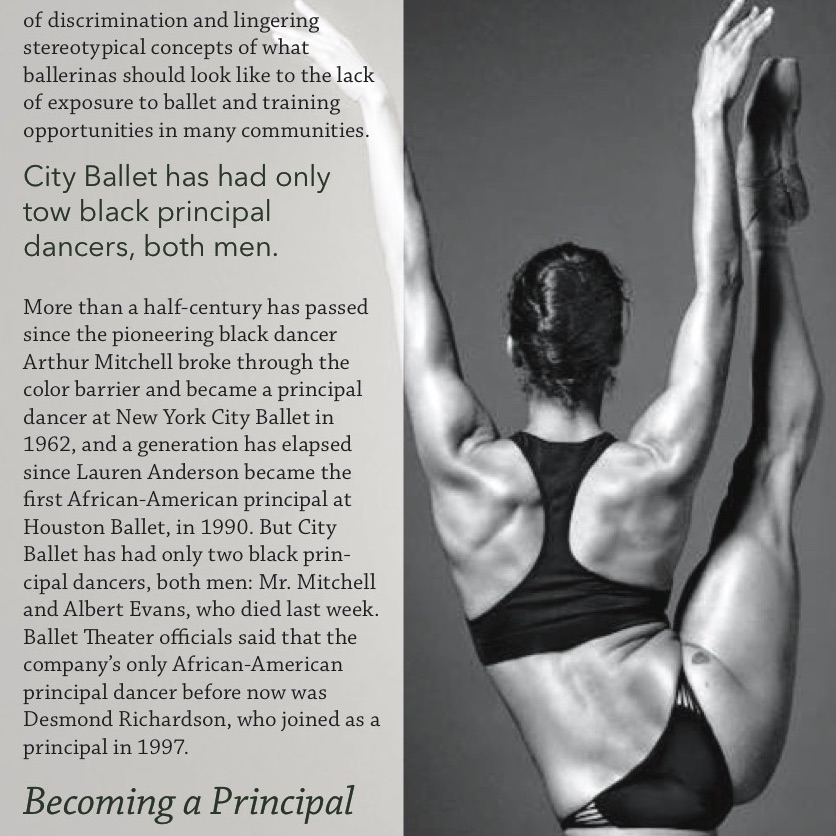 of discrimination and lingering
stereotypical concepts of what
ballerinas should look like to the lack
of exposure to ballet and training
opportunities in many communities.
City Ballet has had only
tow black principal
dancers, both men.
More than a half-century has passed
since the pioneering black dancer
Arthur Mitchell broke through the
color barrier and became a principal
dancer at New York City Ballet in
1962, and a generation has elapsed
since Lauren Anderson became the
first African-American principal at
Houston Ballet, in 1990. But City
Ballet has had only two black prin-
cipal dancers, both men: Mr. Mitchell
and Albert Evans, who died last week.
Ballet Theater officials said that the
company’s only African-American
principal dancer before now was
Desmond Richardson, who joined as a
principal in 1997.
Becoming a Principal